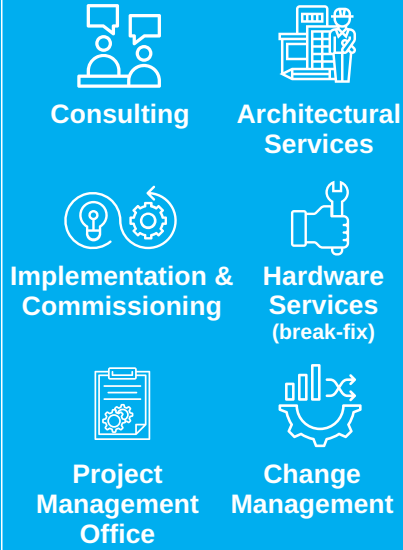 Consulting
Architectural
Services
Implementation &
Commissioning
Hardware
Services
(break-fix)
Project
Management
Office
Change
Management